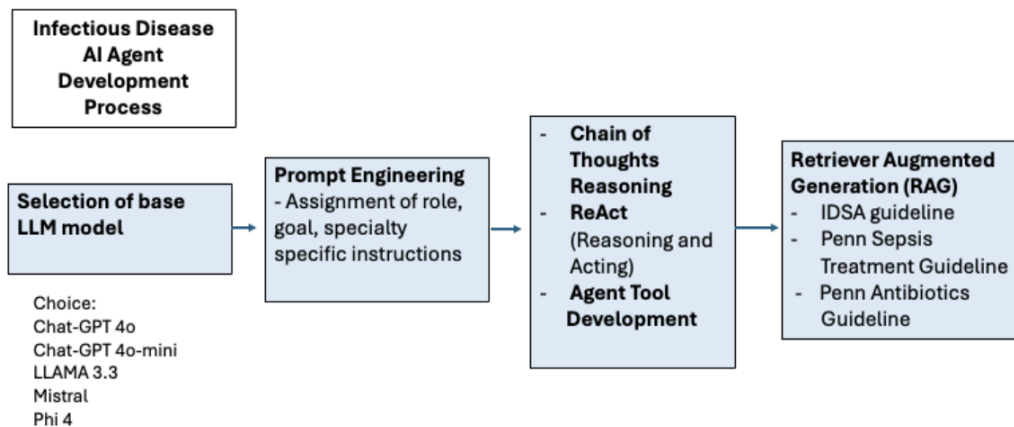 Infectious Disease
AI Agent
Development
Process
Selection of base
LLM model
Choice:
Chat-GPT 4o
Chat-GPT 4o-mini
LLAMA 3.3
Mistral
Phi 4
Prompt Engineering
- Assignment of role,
goal, specialty
specific instructions
- Chain of
Thoughts
Reasoning
- ReAct
(Reasoning and
Acting)
- Agent Tool
Development
Retriever Augmented
Generation (RAG)
- IDSA guideline
- Penn Sepsis
Treatment Guideline
- Penn Antibiotics
Guideline